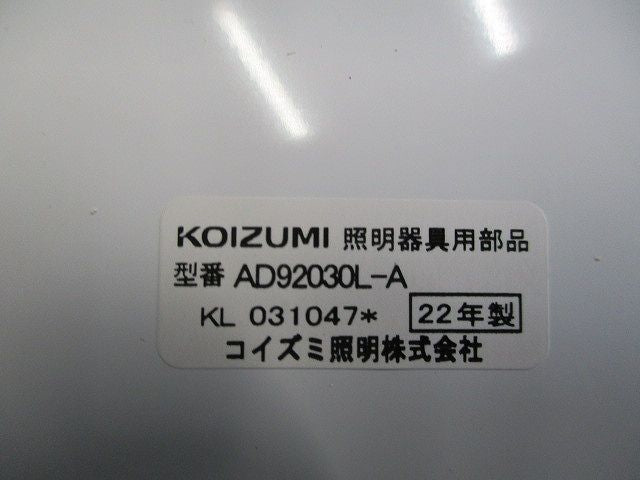 KOIZUMI 照明器具用部品
型番 AD92030L-A
KL 031047* 22年製
コイズミ照明株式会社